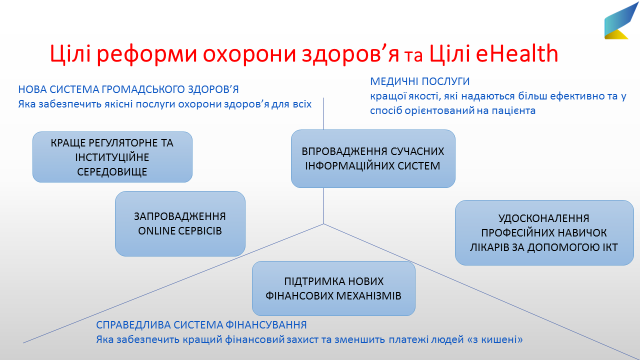 Цілі реформи охорони здоров’я та Цілі eHealth
НОВА СИСТЕМА ГРОМАДСЬКОГО ЗДОРОВ’Я
Яка забезпечить якісні послуги охорони здоров’я для всіх
МЕДИЧНІ ПОСЛУГИ
кращої якості, які надаються більш ефективно та у
спосіб орієнтований на пацієнта
КРАЩЕ РЕГУЛЯТОРНЕ ТА
ІНСТИТУЦІЙНЕ
СЕРЕДОВИЩЕ
ВПРОВАДЖЕННЯ СУЧАСНИХ
ІНФОРМАЦІЙНИХ СИСТЕМ
ЗАПРОВАДЖЕННЯ
ONLINE СЕРВІСІВ
УДОСКОНАЛЕННЯ
ПРОФЕСІЙНИХ НАВИЧОК
ЛІКАРІВ ЗА ДОПОМОГОЮ ІКТ
ПІДТРИМКА НОВИХ
ФІНАНСОВИХ МЕХАНІЗМІВ
СПРАВЕДЛИВА СИСТЕМА ФІНАНСУВАННЯ
Яка забезпечить кращий фінансовий захист та зменшить платежі людей «з кишені»